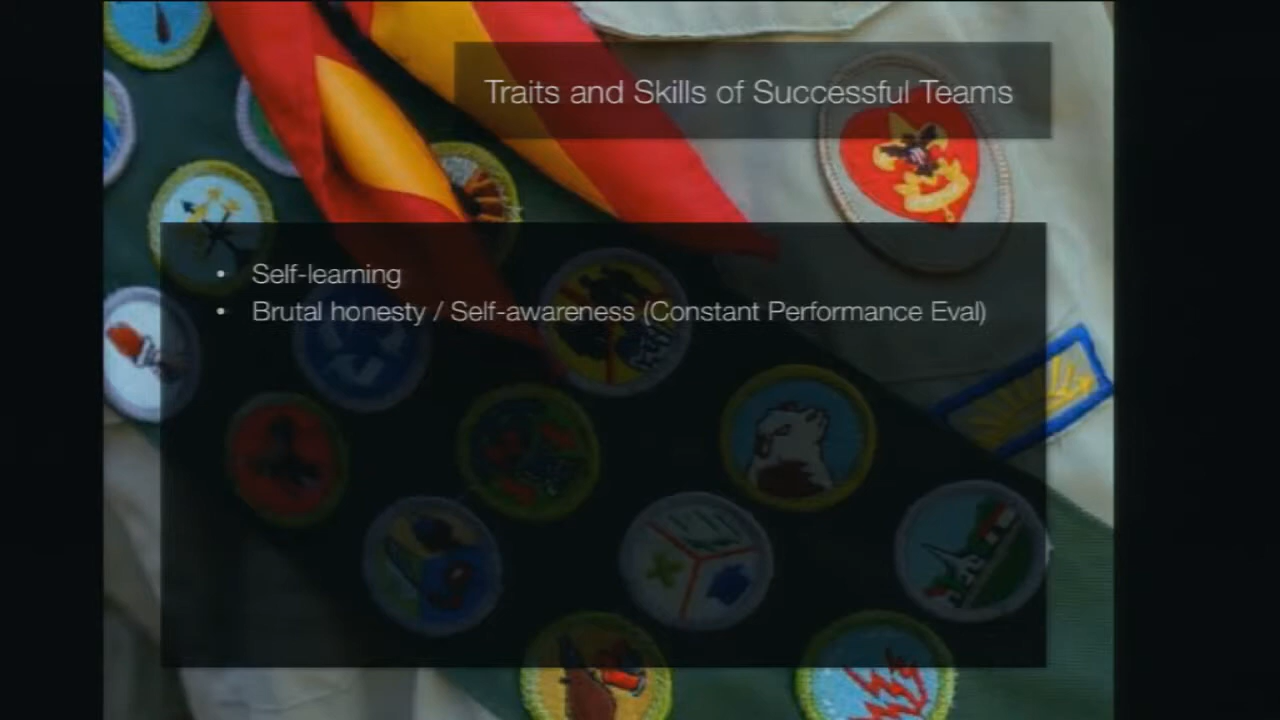 Traits and Skills of Successful Teams
• Self-learning
• Brutal honesty / Self-awareness (Constant Performance Eval)